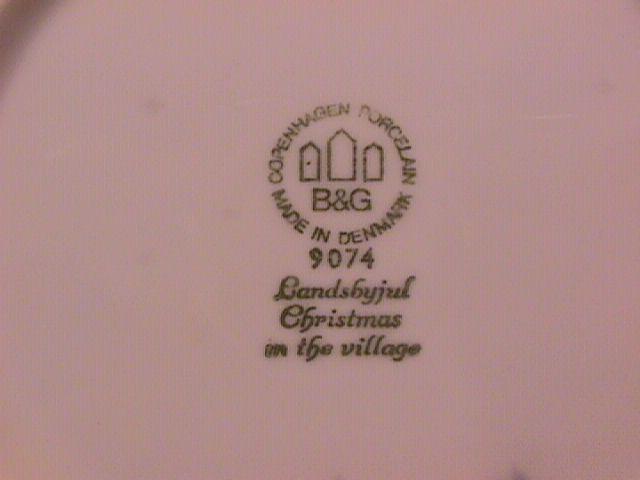 COPENHAGEN PORCELAIN
B&G
MADE IN DENMARK
9074
Landsbyjul
Christmas
in the village